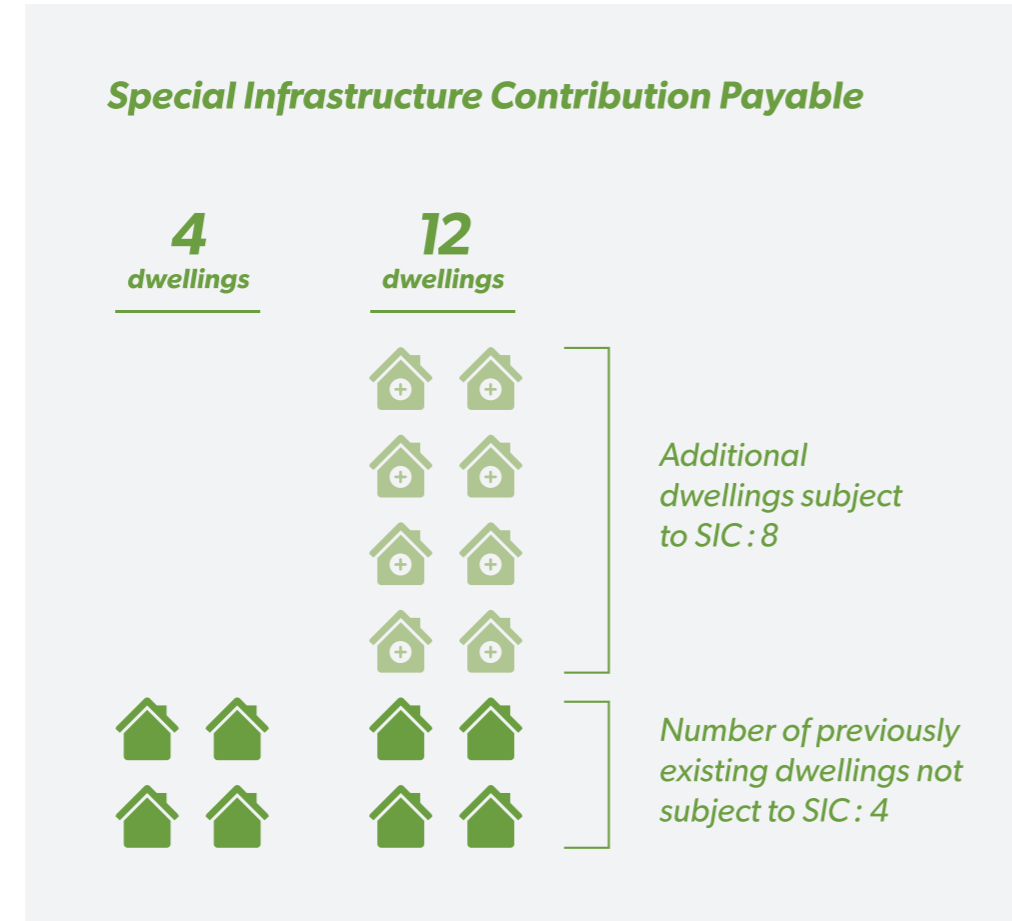 Special Infrastructure Contribution Payable
4
dwellings
12
dwellings
Additional
dwellings subject
to SIC : 8
Number of previously
existing dwellings not
subject to SIC : 4